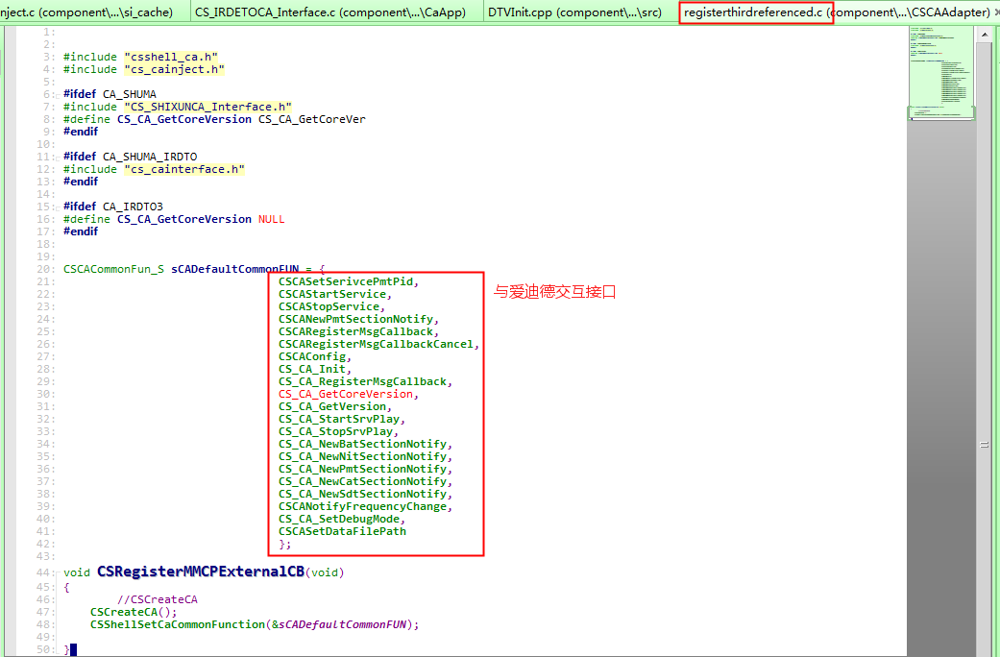 nject.c (component\...\si_cache)
CS_IRDETOCA_Interface.c (component\...\CaApp)
DTVInit.cpp (component\...\src)
registerthirdreferenced.c (component\...\CSCAAdapter)
1:
2:
3: #include "csshell_ca.h"
4: #include "cs_cainject.h"
5:
6: #ifdef CA_SHUMA
7: #include "CS_SHIXUNCA_Interface.h"
8: #define CS_CA_GetCoreVersion CS_CA_GetCoreVer
9: #endif
10:
11: #ifdef CA_SHUMA_IRDTO
12: #include "cs_cainterface.h"
13: #endif
14:
15: #ifdef CA_IRDTO3
16: #define CS_CA_GetCoreVersion NULL
17: #endif
18:
19:
20: CSCACommonFun_S sCADefaultCommonFUN = {
21: CSCASetSerivcePmtPid,
与爱迪德交互接口
22: CSCAStartService,
23: CSCAStopService,
24: CSCANewPmtSectionNotify,
25: CSCARegisterMsgCallback,
26: CSCARegisterMsgCallbackCancel,
27: CSCAConfig,
28: CS_CA_Init,
29: CS_CA_RegisterMsgCallback,
30: CS_CA_GetCoreVersion,
31: CS_CA_GetVersion,
32: CS_CA_StartSrvPlay,
33: CS_CA_StopSrvPlay,
34: CS_CA_NewBatSectionNotify,
35: CS_CA_NewNitSectionNotify,
36: CS_CA_NewPmtSectionNotify,
37: CS_CA_NewCatSectionNotify,
38: CS_CA_NewSdtSectionNotify,
39: CSCANotifyFrequencyChange,
40: CS_CA_SetDebugMode,
41: CSCASetDataFilePath
42: };
43:
44: void CSRegisterMMCPExternalCB(void)
45: {
46: //CSCreateCA
47: CSCreateCA();
48: CSShellSetCaCommonFunction(&sCADefaultCommonFUN);
49:
50: }